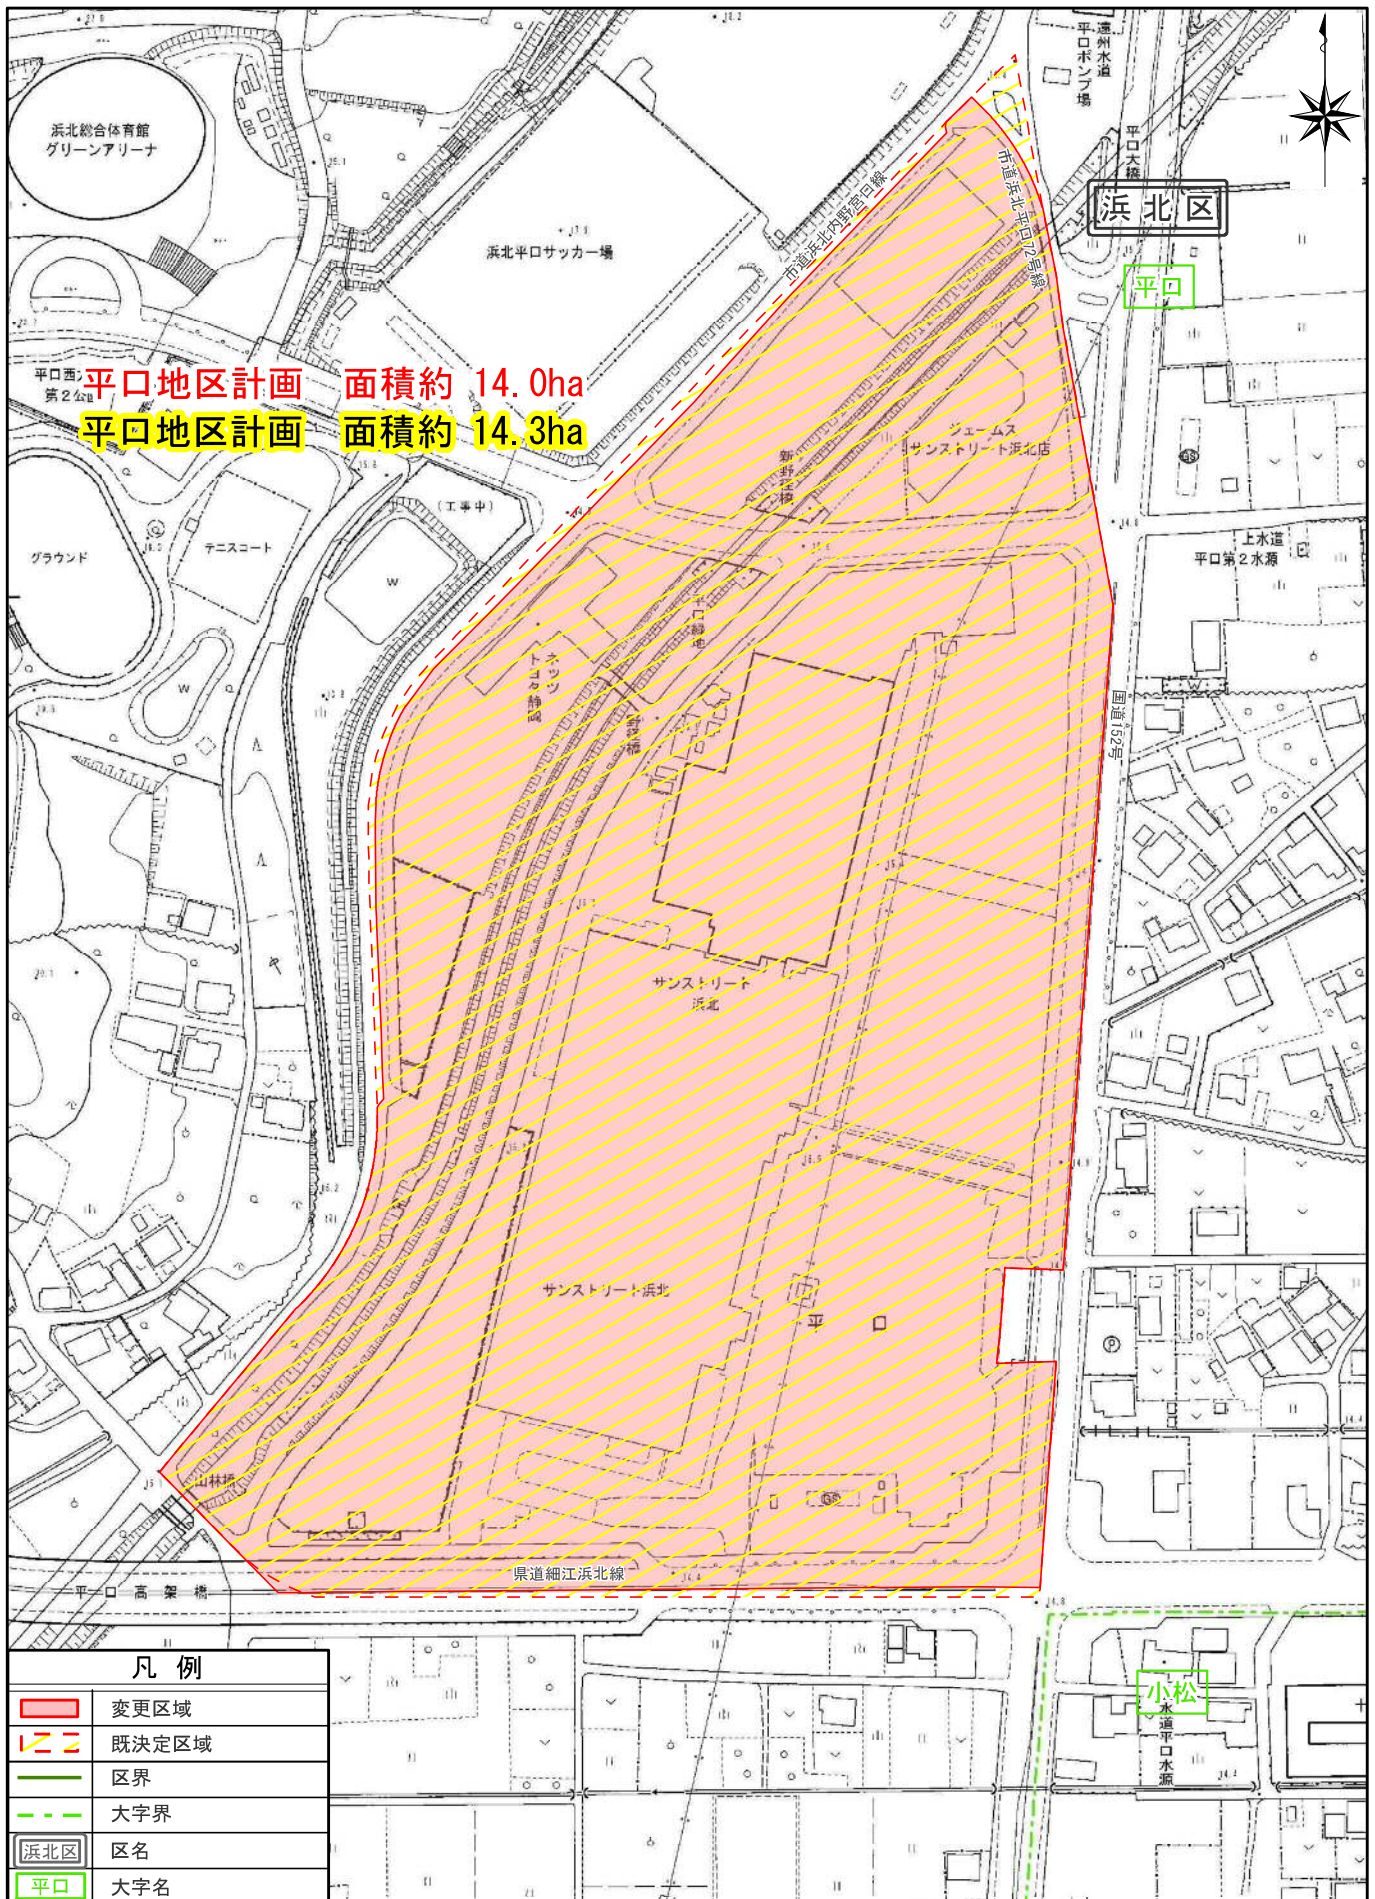 遠州水道
平口ポンプ場
浜北総合体育館
グリーンアリーナ
平口大橋
浜北区
市道浜北平口72号線
市道浜北内野宮口線
浜北平口サッカー場
平口
平口西
第2公
平口地区計画 面積約 14.0ha
平口地区計画 面積約 14.3ha
ジェームス
サンストリート浜北店
新野径橋
(工事中)
グラウンド
テニスコート
W
上水道
平口第2水源
平口緑地
ネッツ
トヨタ静岡
W
W
国道152号
サンストリート
浜北
サンストリート浜北
平口
P
山林橋
GS
県道細江浜北線
平口高架橋
14.8
小松
水道平口水源
凡例
変更区域
既決定区域
区界
大字界
浜北区 区名
平口 大字名